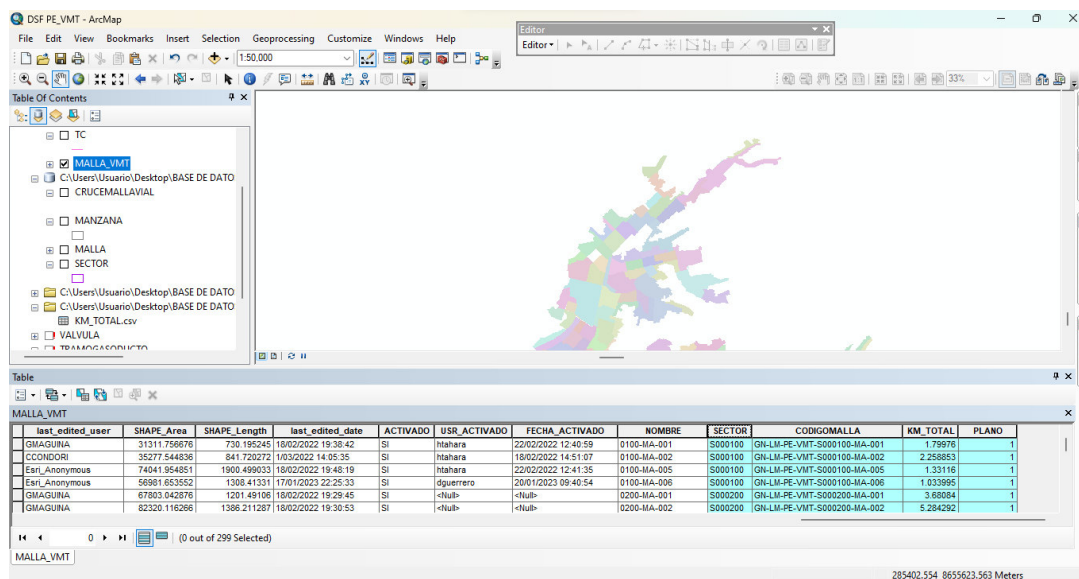 DSF PE_VMT - ArcMap
File Edit View Bookmarks Insert Selection Geoprocessing Customize Windows Help
Editor
Editor
1:50,000
33%
Table Of Contents
TC
MALLA_VMT
C:\Users\Usuario\Desktop\BASE DE DATO
CRUCEMALLAVIAL
MANZANA
MALLA
SECTOR
C:\Users\Usuario\Desktop\BASE DE DATO
C:\Users\Usuario\Desktop\BASE DE DATO
KM_TOTAL.csv
VALVULA
TRAMOGASODUCTO
Table
MALLA_VMT
last_edited_user SHAPE_Area SHAPE_Length last_edited_date ACTIVADO USR_ACTIVADO FECHA_ACTIVADO NOMBRE SECTOR CODIGOMALLA KM_TOTAL PLANO
GMAGUINA 31311.756676 730.195245 18/02/2022 19:38:42 SI htahara 22/02/2022 12:40:59 0100-MA-001 S000100 GN-LM-PE-VMT-S000100-MA-001 1.79976 1
CCONDORI 35277.544836 841.720272 1/03/2022 14:05:35 SI htahara 18/02/2022 14:51:07 0100-MA-002 S000100 GN-LM-PE-VMT-S000100-MA-002 2.258853 1
Esri_Anonymous 74041.954851 1900.499033 18/02/2022 19:48:19 SI htahara 22/02/2022 12:41:35 0100-MA-005 S000100 GN-LM-PE-VMT-S000100-MA-005 1.33116 1
Esri_Anonymous 56981.653552 1308.41331 17/01/2023 22:25:33 SI dguerrero 20/01/2023 09:40:54 0100-MA-006 S000100 GN-LM-PE-VMT-S000100-MA-006 1.033995 1
GMAGUINA 67803.042876 1201.49106 18/02/2022 19:29:45 SI <Null> <Null> 0200-MA-001 S000200 GN-LM-PE-VMT-S000200-MA-001 3.68084 1
GMAGUINA 82320.116266 1386.211287 18/02/2022 19:30:53 SI <Null> <Null> 0200-MA-002 S000200 GN-LM-PE-VMT-S000200-MA-002 5.284292 1
0 (0 out of 299 Selected)
MALLA_VMT
285402.554 8655623.563 Meters